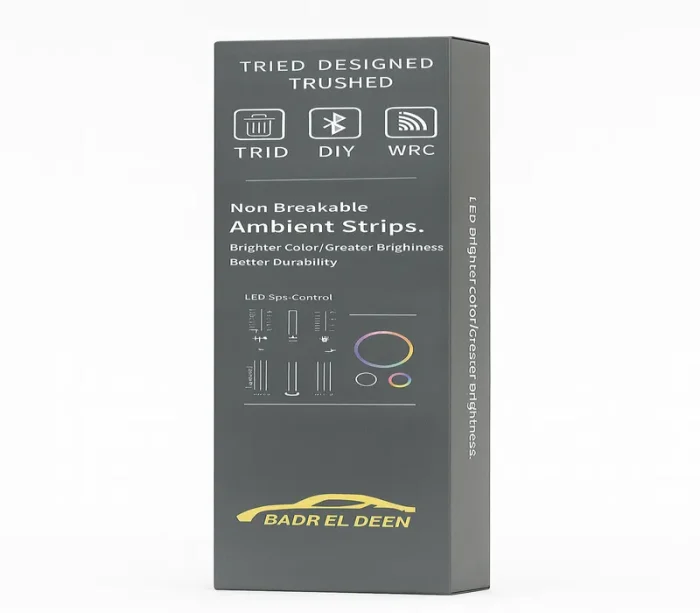 TRIED DESIGNED
TRUSHED
TRID
DIY
WRC
Non Breakable
Ambient Strips.
Brighter Color/Greater Brighiness
Better Durability
LED Sps-Control
BADR EL DEEN
LED Brighter color/Greater Brightness.